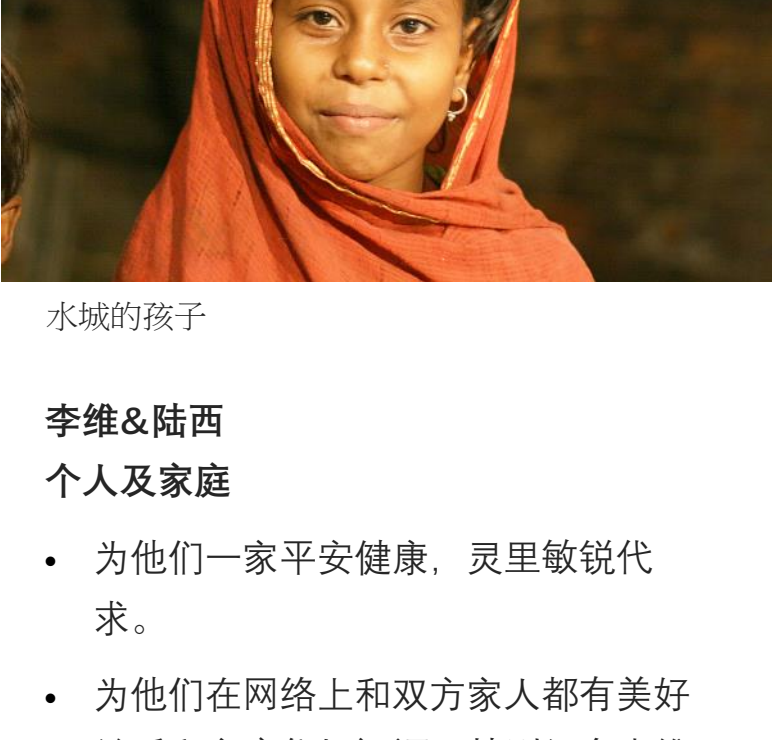 水城的孩子
李维&陆西
个人及家庭
• 为他们一家平安健康，灵里敏锐代
求。
• 为他们在网络上和双方家人都有美好